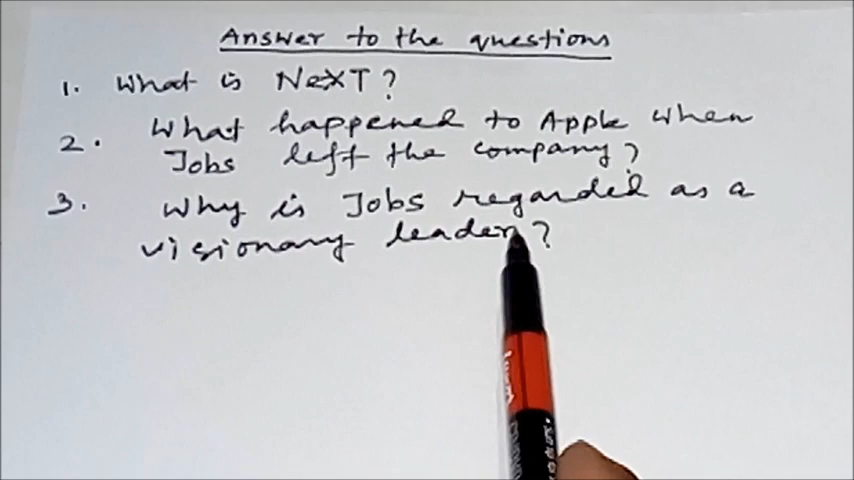 Answer to the questions
1. What is NeXT?
2. What happened to Apple when
Jobs left the company?
3. Why is Jobs regarded as a
visionary leader?